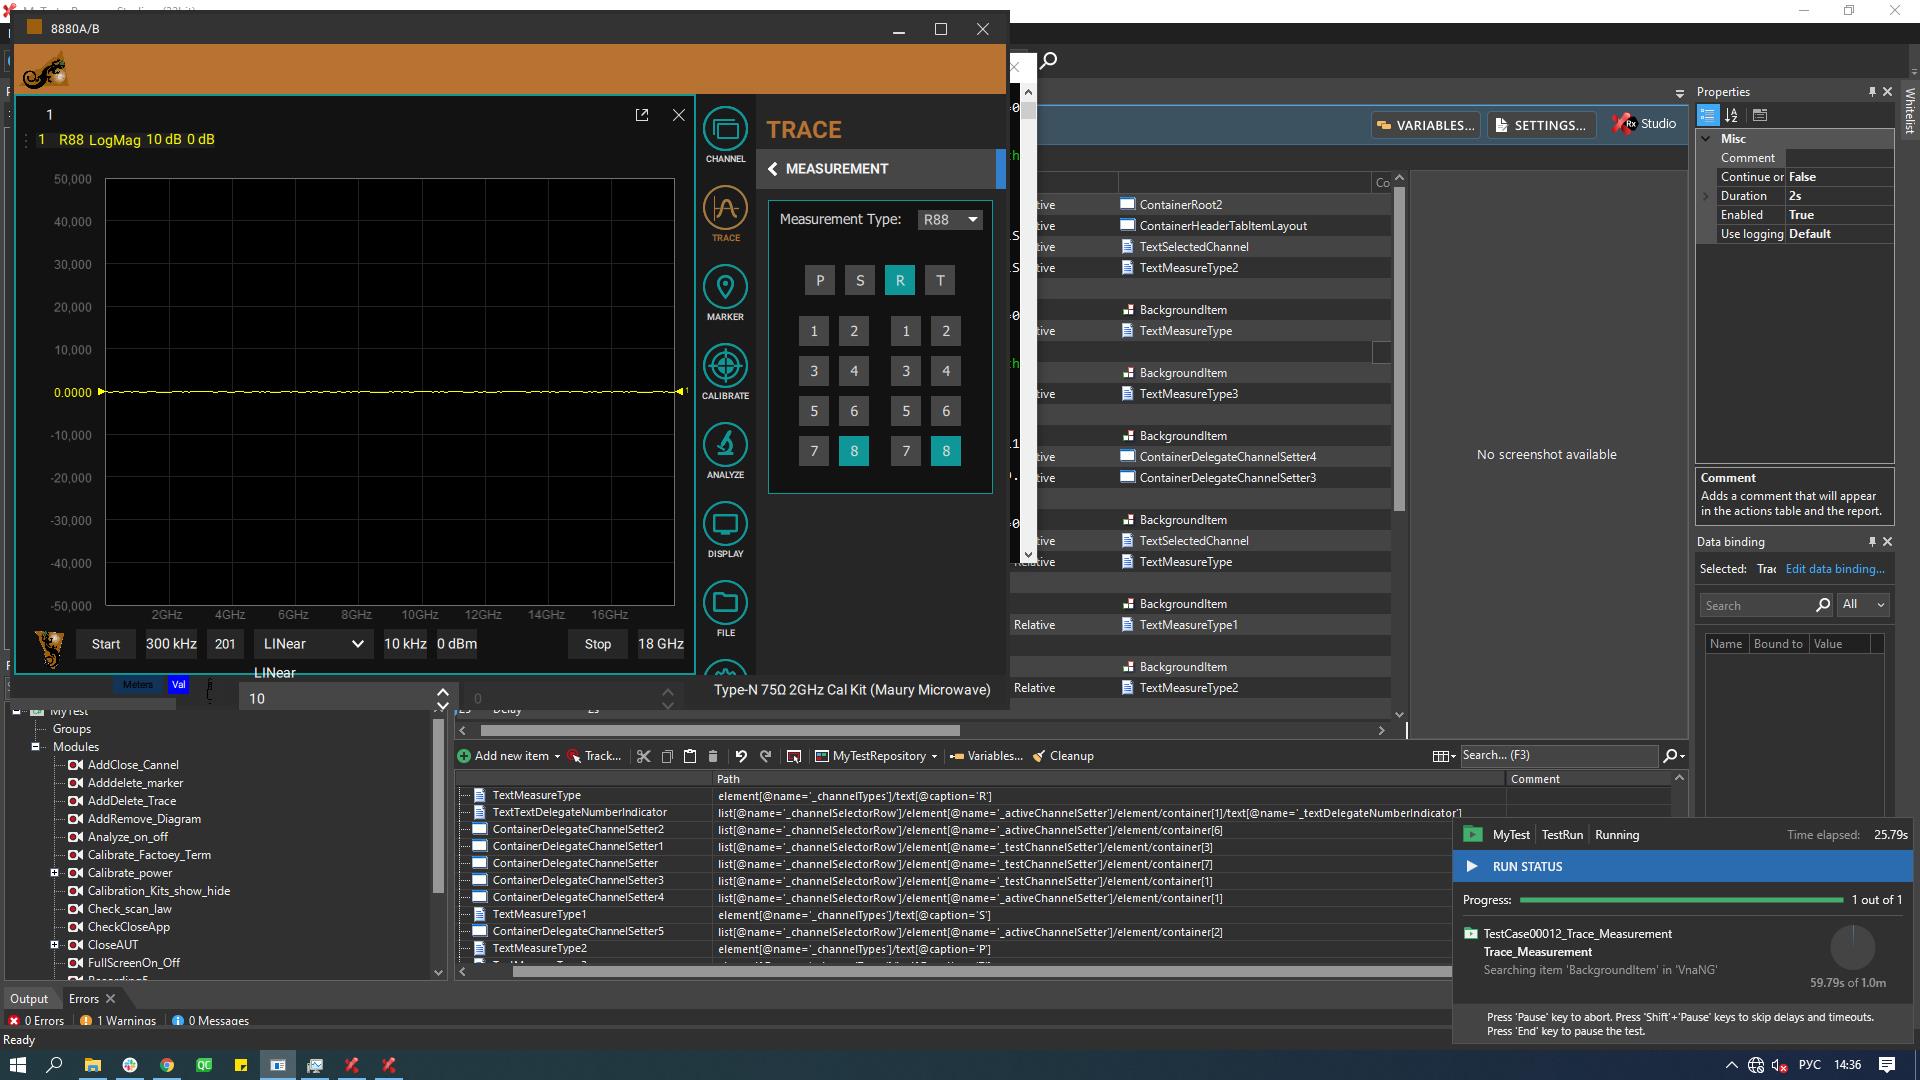 8880A/B
1
1 R88 LogMag 10 dB 0 dB
50,000
40,000
30,000
20,000
10,000
0.0000
1
-10,000
-20,000
-30,000
-40,000
-50,000
2GHz 4GHz 6GHz 8GHz 10GHz 12GHz 14GHz 16GHz
Start 300 kHz 201 LINear 10 kHz 0 dBm Stop 18 GHz
LINear
Meters Val
10 0
Type-N 75Ω 2GHz Cal Kit (Maury Microwave)
CHANNEL
TRACE
MARKER
CALIBRATE
ANALYZE
DISPLAY
FILE
TRACE
MEASUREMENT
Measurement Type: R88
P S R T
1 2 1 2
3 4 3 4
5 6 5 6
7 8 7 8
VARIABLES...
SETTINGS...
Rx Studio
Co
ContainerRoot2
ContainerHeaderTabItemLayout
TextSelectedChannel
TextMeasureType2
BackgroundItem
TextMeasureType
BackgroundItem
TextMeasureType3
BackgroundItem
ContainerDelegateChannelSetter4
ContainerDelegateChannelSetter3
BackgroundItem
TextSelectedChannel
TextMeasureType
BackgroundItem
Relative TextMeasureType1
BackgroundItem
Relative TextMeasureType2
No screenshot available
Properties
Whitelist
Misc
Comment
Continue or False
Duration 2s
Enabled True
Use logging Default
Comment
Adds a comment that will appear
in the actions table and the report.
Data binding
Selected: Trac Edit data binding...
Search All
Name Bound to Value
MyTest
Groups
Modules
AddClose_Cannel
Adddelete_marker
AddDelete_Trace
AddRemove_Diagram
Analyze_on_off
Calibrate_Factoey_Term
Calibrate_power
Calibration_Kits_show_hide
Check_scan_law
CheckCloseApp
CloseAUT
FullScreenOn_Off
Add new item Track... MyTestRepository Variables... Cleanup Search... (F3)
Path Comment
TextMeasureType element[@name='_channelTypes']/text[@caption='R']
TextTextDelegateNumberIndicator list[@name='_channelSelectorRow']/element[@name='_activeChannelSetter']/element/container[1]/text[@name='_textDelegateNumberIndicator']
ContainerDelegateChannelSetter2 list[@name='_channelSelectorRow']/element[@name='_activeChannelSetter']/element/container[6]
ContainerDelegateChannelSetter1 list[@name='_channelSelectorRow']/element[@name='_testChannelSetter']/element/container[3]
ContainerDelegateChannelSetter list[@name='_channelSelectorRow']/element[@name='_activeChannelSetter']/element/container[7]
ContainerDelegateChannelSetter3 list[@name='_channelSelectorRow']/element[@name='_testChannelSetter']/element/container[1]
ContainerDelegateChannelSetter4 list[@name='_channelSelectorRow']/element[@name='_activeChannelSetter']/element/container[1]
TextMeasureType1 element[@name='_channelTypes']/text[@caption='S']
ContainerDelegateChannelSetter5 list[@name='_channelSelectorRow']/element[@name='_activeChannelSetter']/element/container[2]
TextMeasureType2 element[@name='_channelTypes']/text[@caption='P']
MyTest TestRun Running Time elapsed: 25.79s
RUN STATUS
Progress: 1 out of 1
TestCase00012_Trace_Measurement
Trace_Measurement
Searching item 'BackgroundItem' in 'VnaNG'
59.79s of 1.0m
Press 'Pause' key to abort. Press 'Shift'+'Pause' keys to skip delays and timeouts.
Press 'End' key to pause the test.
Output Errors
0 Errors 1 Warnings 0 Messages
Ready
РУС 14:36